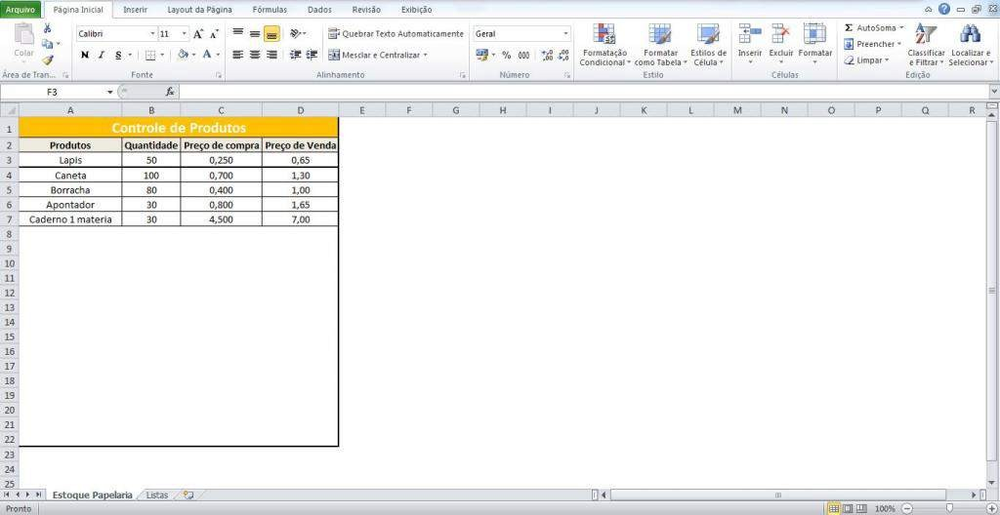 Arquivo Página Inicial Inserir Layout da Página Fórmulas Dados Revisão Exibição
Calibri 11 A A Quebrar Texto Automaticamente Geral AutoSoma
Colar Preencher
N I S A Mesclar e Centralizar % 000 Formatação Condicional Formatar como Tabela Estilos de Célula Inserir Excluir Formatar Limpar Classificar e Filtrar Localizar e Selecionar
Área de Tran... Fonte Alinhamento Número Estilo Células Edição
F3 fx
A B C D E F G H I J K L M N O P Q R
1 Controle de Produtos
2 Produtos Quantidade Preço de compra Preço de Venda
3 Lapis 50 0,250 0,65
4 Caneta 100 0,700 1,30
5 Borracha 80 0,400 1,00
6 Apontador 30 0,800 1,65
7 Caderno 1 materia 30 4,500 7,00
8
9
10
11
12
13
14
15
16
17
18
19
20
21
22
23
24
25
Estoque Papelaria Listas
Pronto 100%